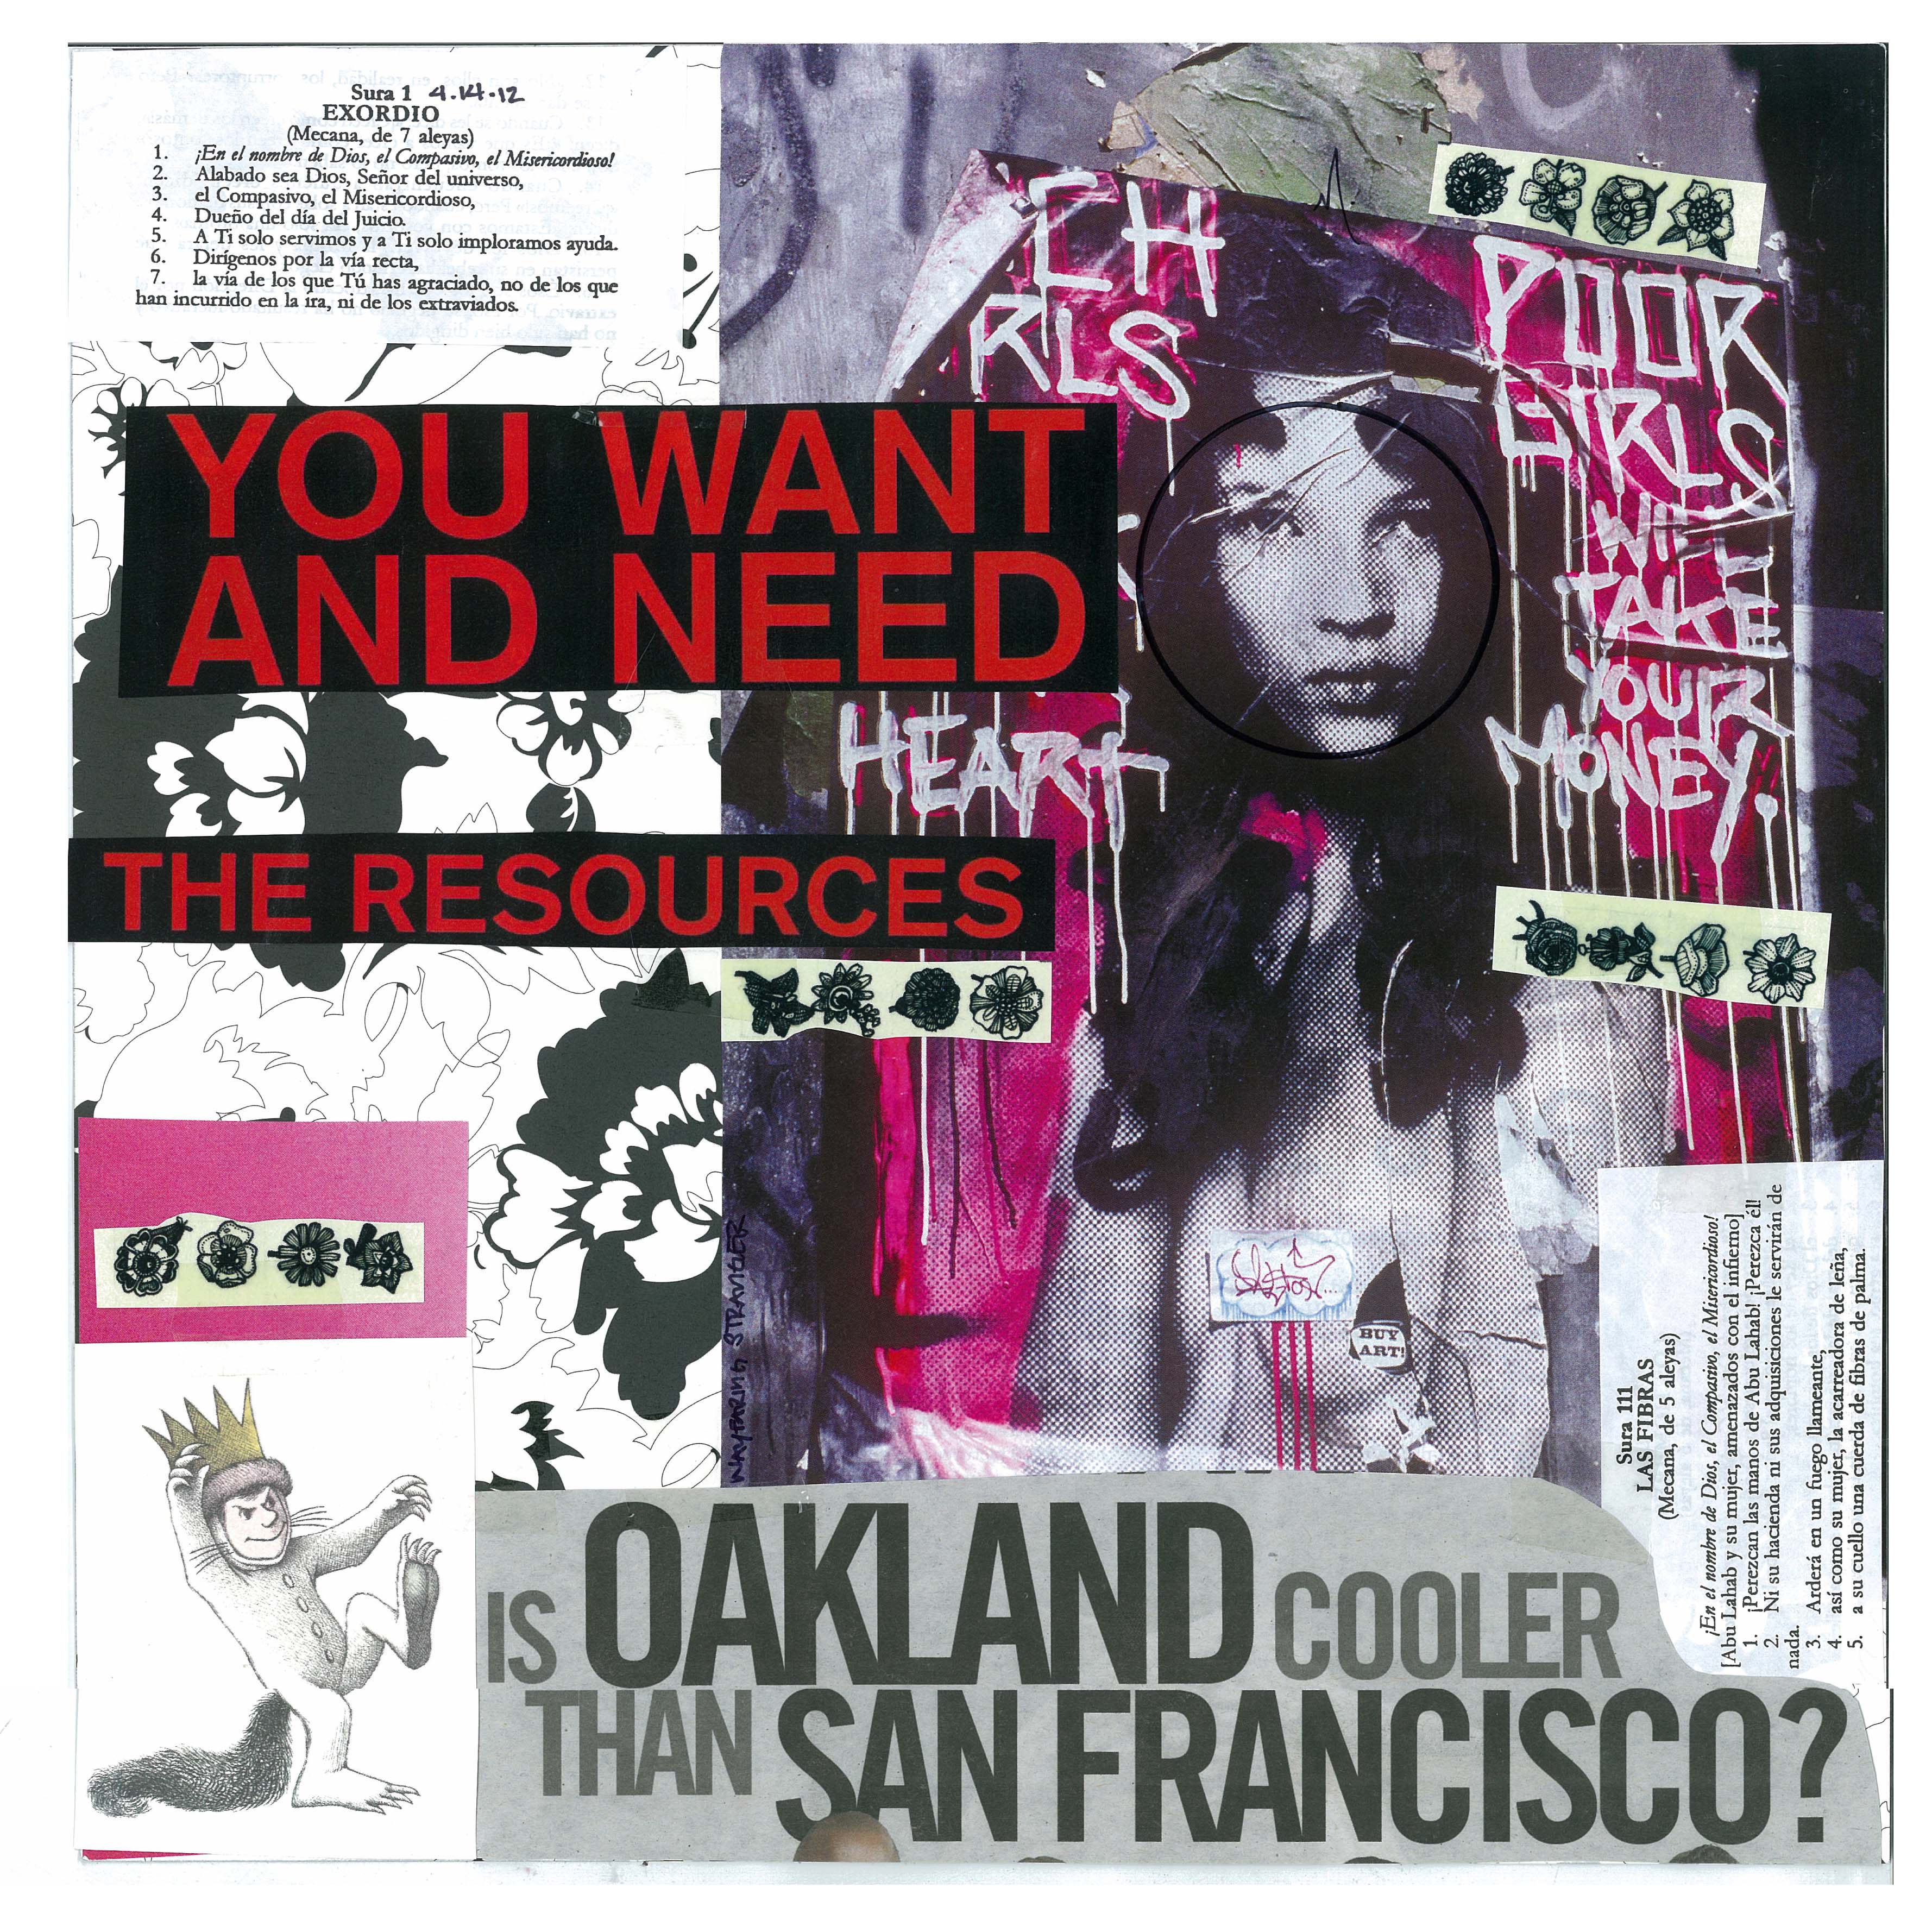 Sura 1 4.14.12
EXORDIO
(Mecana, de 7 aleyas)
1. ¡En el nombre de Dios, el Compasivo, el Misericordioso!
2. Alabado sea Dios, Señor del universo,
3. el Compasivo, el Misericordioso,
4. Dueño del día del Juicio.
5. A Ti solo servimos y a Ti solo imploramos ayuda.
6. Dirígenos por la vía recta,
7. la vía de los que Tú has agraciado, no de los que
han incurrido en la ira, ni de los extraviados.
YOU WANT
AND NEED
THE RESOURCES
HEART
POOR
GIRLS
WILL
TAKE
YOUR
MONEY.
BUY
ART!
WAYFARING STRANGER
Sura 111
LAS FIBRAS
(Mecana, de 5 aleyas)
¡En el nombre de Dios, el Compasivo, el Misericordioso!
[Abu Lahab y su mujer, amenazados con el infierno]
1. ¡Perezcan las manos de Abu Lahab! ¡Perezca él!
2. Ni su hacienda ni sus adquisiciones le servirán de
nada.
3. Arderá en un fuego llameante,
4. así como su mujer, la acarreadora de leña,
5. a su cuello una cuerda de fibras de palma.
IS OAKLAND COOLER
THAN SAN FRANCISCO?